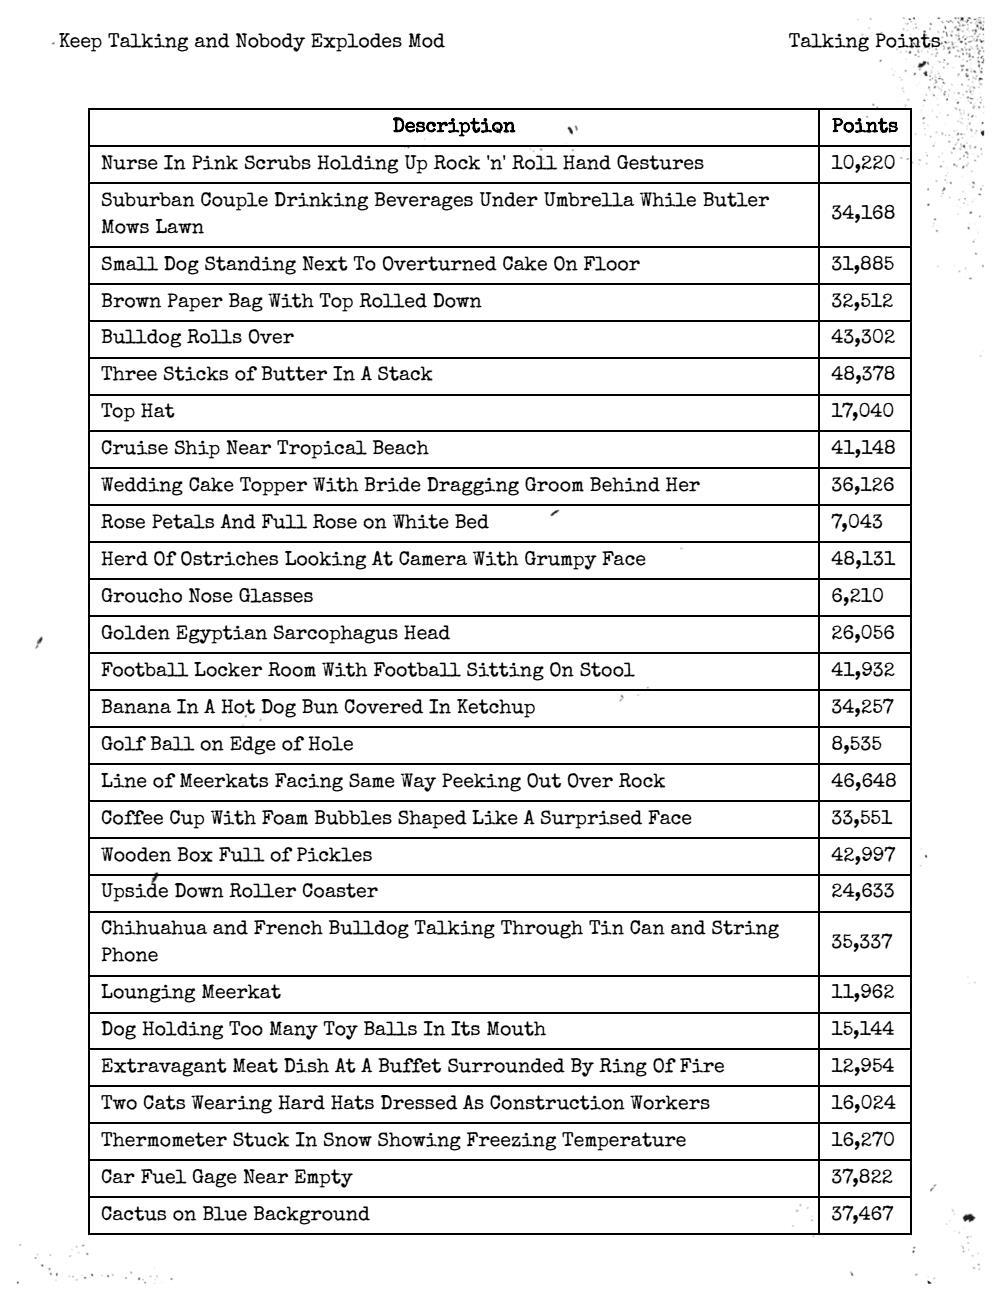 Keep Talking and Nobody Explodes Mod Talking Points
Description Points
Nurse In Pink Scrubs Holding Up Rock 'n' Roll Hand Gestures 10,220
Suburban Couple Drinking Beverages Under Umbrella While Butler
Mows Lawn 34,168
Small Dog Standing Next To Overturned Cake On Floor 31,885
Brown Paper Bag With Top Rolled Down 32,512
Bulldog Rolls Over 43,302
Three Sticks of Butter In A Stack 48,378
Top Hat 17,040
Cruise Ship Near Tropical Beach 41,148
Wedding Cake Topper With Bride Dragging Groom Behind Her 36,126
Rose Petals And Full Rose on White Bed 7,043
Herd Of Ostriches Looking At Camera With Grumpy Face 48,131
Groucho Nose Glasses 6,210
Golden Egyptian Sarcophagus Head 26,056
Football Locker Room With Football Sitting On Stool 41,932
Banana In A Hot Dog Bun Covered In Ketchup 34,257
Golf Ball on Edge of Hole 8,535
Line of Meerkats Facing Same Way Peeking Out Over Rock 46,648
Coffee Cup With Foam Bubbles Shaped Like A Surprised Face 33,551
Wooden Box Full of Pickles 42,997
Upside Down Roller Coaster 24,633
Chihuahua and French Bulldog Talking Through Tin Can and String
Phone 35,337
Lounging Meerkat 11,962
Dog Holding Too Many Toy Balls In Its Mouth 15,144
Extravagant Meat Dish At A Buffet Surrounded By Ring Of Fire 12,954
Two Cats Wearing Hard Hats Dressed As Construction Workers 16,024
Thermometer Stuck In Snow Showing Freezing Temperature 16,270
Car Fuel Gage Near Empty 37,822
Cactus on Blue Background 37,467